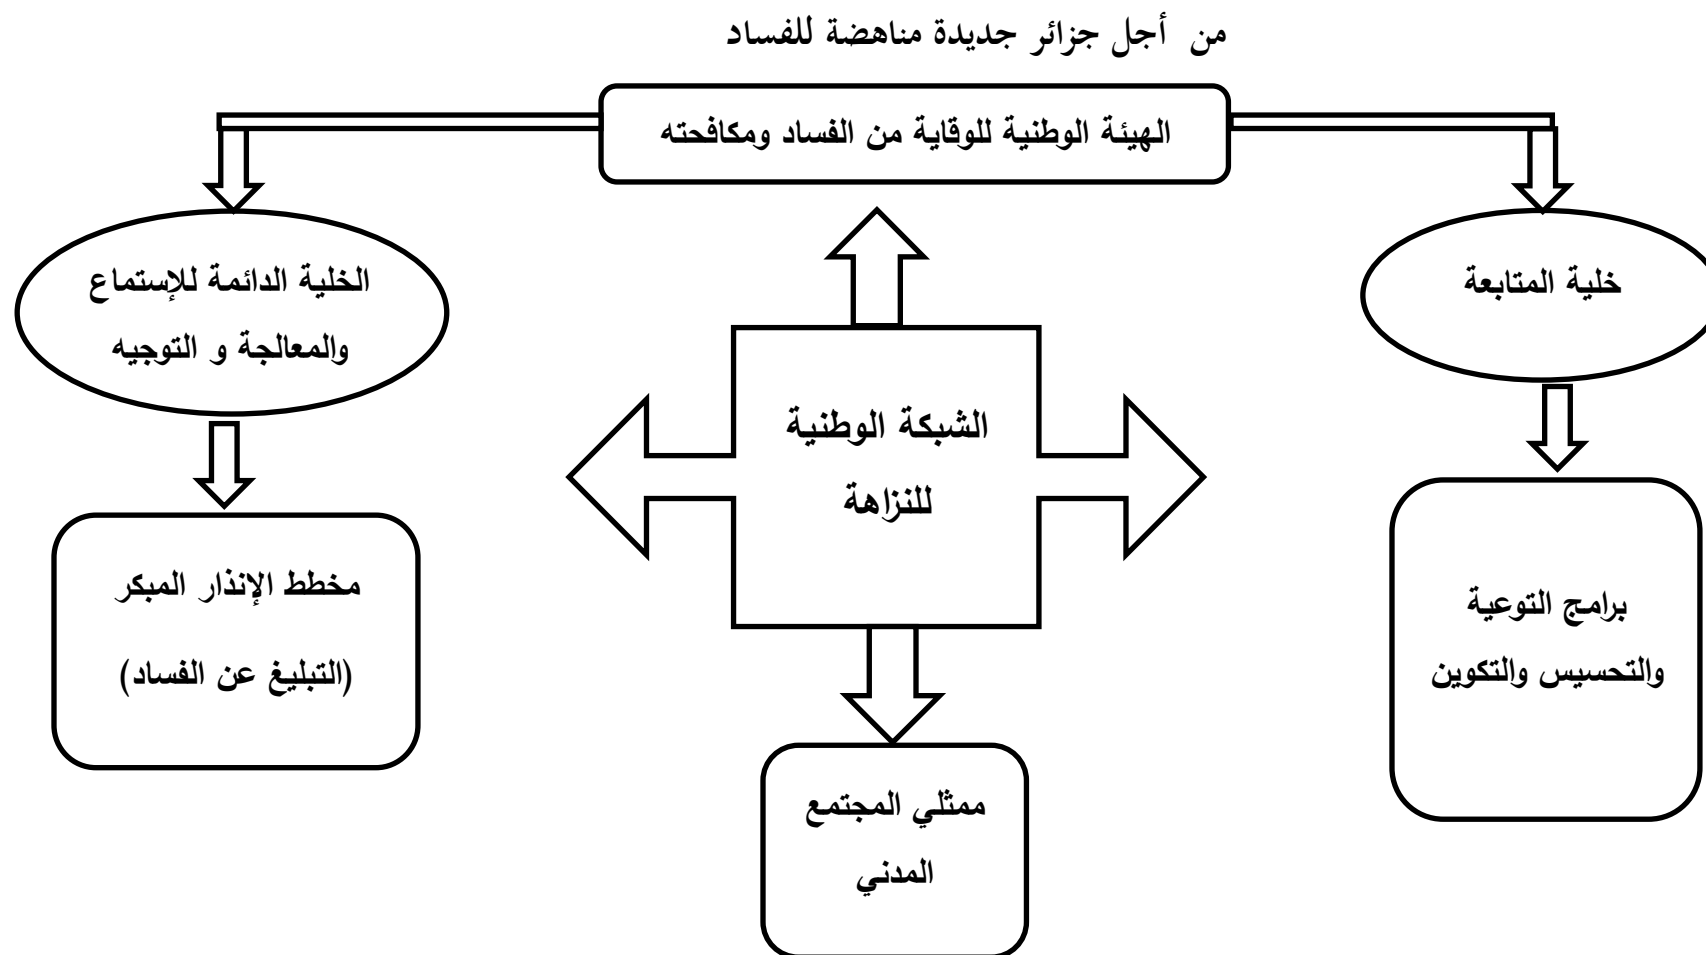 من أجل جزائر جديدة مناهضة للفساد
الهيئة الوطنية للوقاية من الفساد ومكافحته
خلية المتابعة
الخلية الدائمة للإستماع
والمعالجة و التوجيه
الشبكة الوطنية
للنزاهة
برامج التوعية
والتحسيس والتكوين
مخطط الإنذار المبكر
(التبليغ عن الفساد)
ممثلي المجتمع
المدني